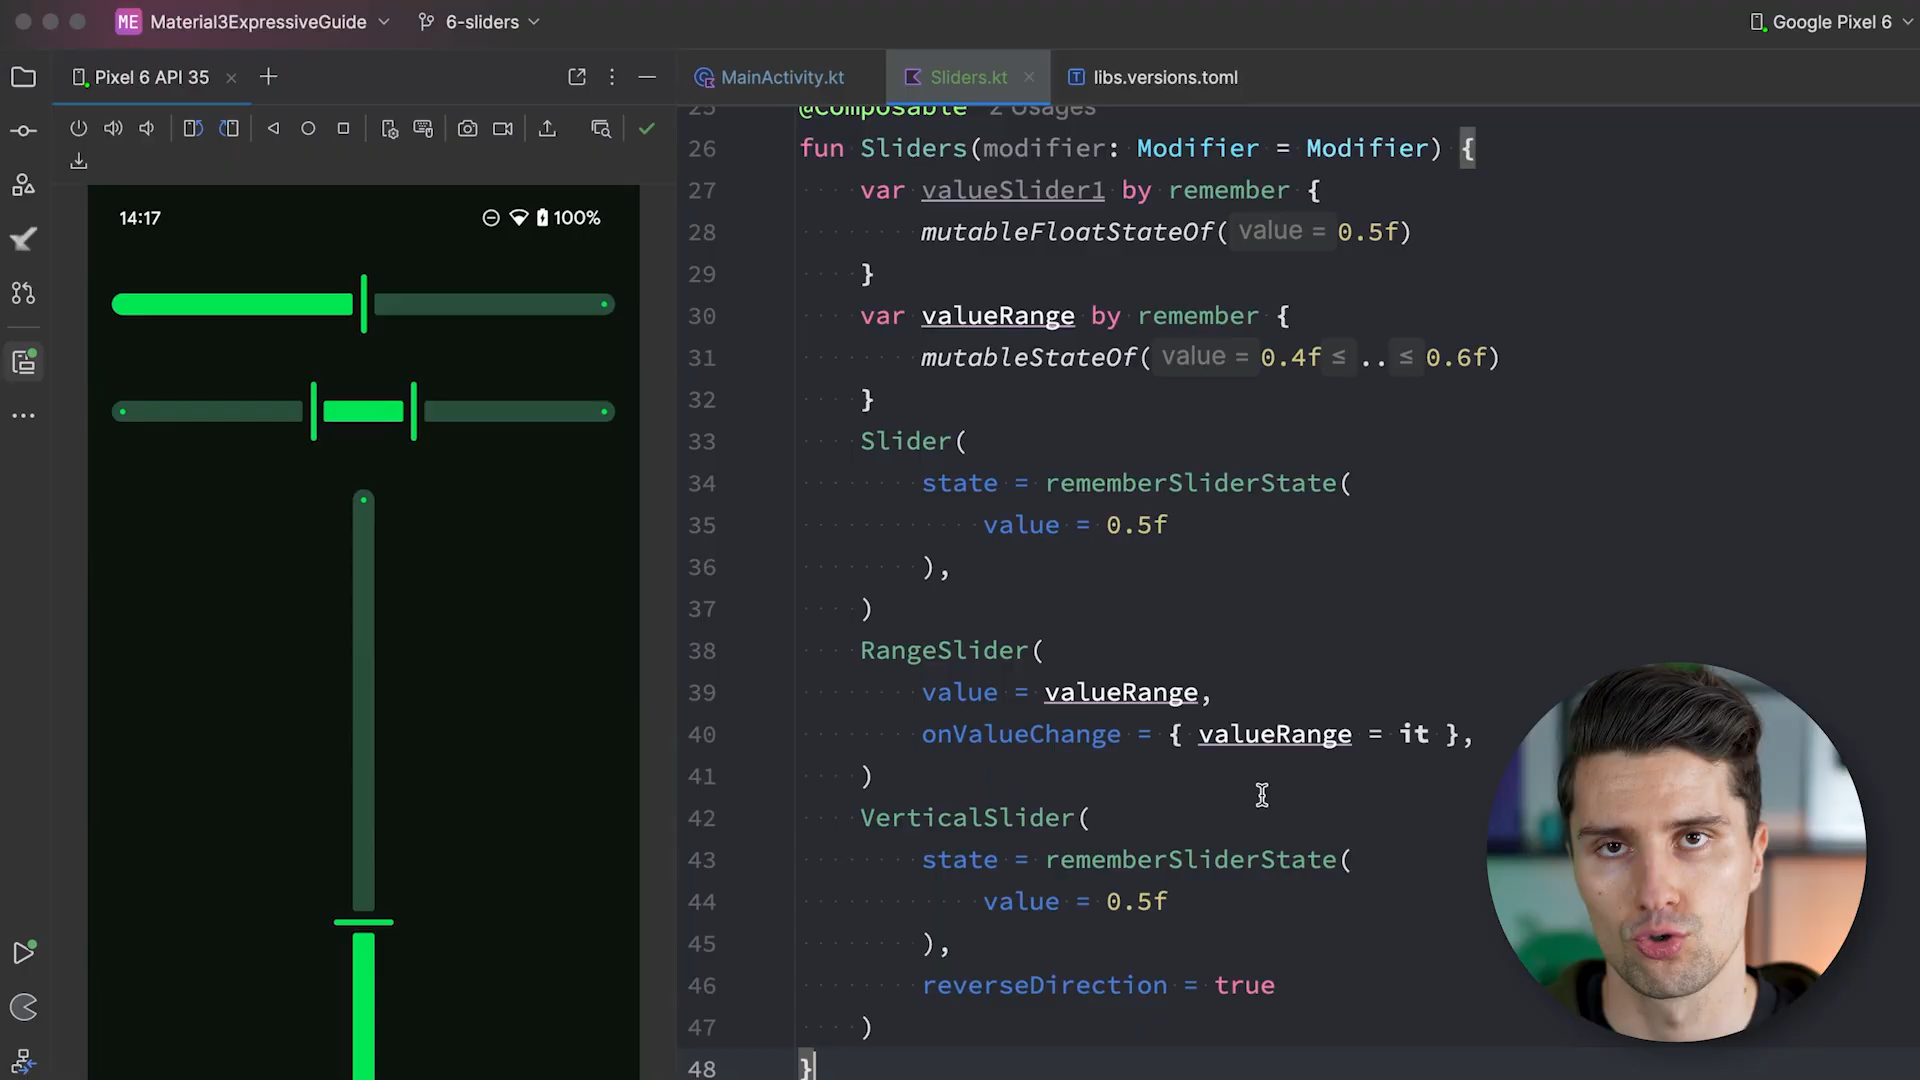 ME Material3ExpressiveGuide 6-sliders Google Pixel 6
Pixel 6 API 35 MainActivity.kt Sliders.kt libs.versions.toml
14:17 100%
25 @Composable 2 Usages
26 fun Sliders(modifier: Modifier = Modifier) {
27 var valueSlider1 by remember {
28 mutableFloatStateOf( value = 0.5f)
29 }
30 var valueRange by remember {
31 mutableStateOf( value = 0.4f ≤ .. ≤ 0.6f)
32 }
33 Slider(
34 state = rememberSliderState(
35 value = 0.5f
36 ),
37 )
38 RangeSlider(
39 value = valueRange,
40 onValueChange = { valueRange = it },
41 )
42 VerticalSlider(
43 state = rememberSliderState(
44 value = 0.5f
45 ),
46 reverseDirection = true
47 )
48 }